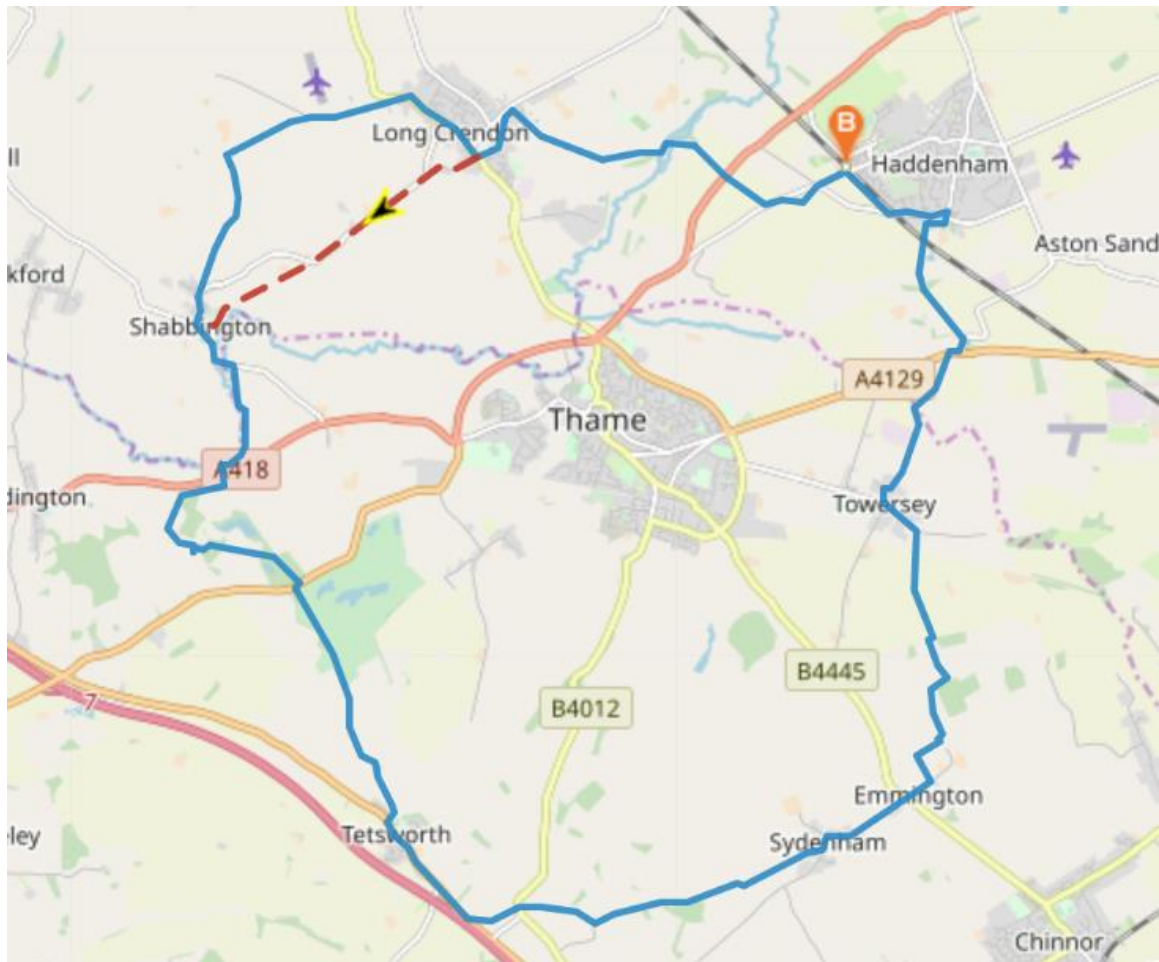 B
Long Crendon
Haddenham
ll
Aston Sand
kford
Shabbington
A4129
Thame
A418
dington
Towersey
B4445
7
B4012
Emmington
Tetsworth
Sydenham
ley
Chinnor